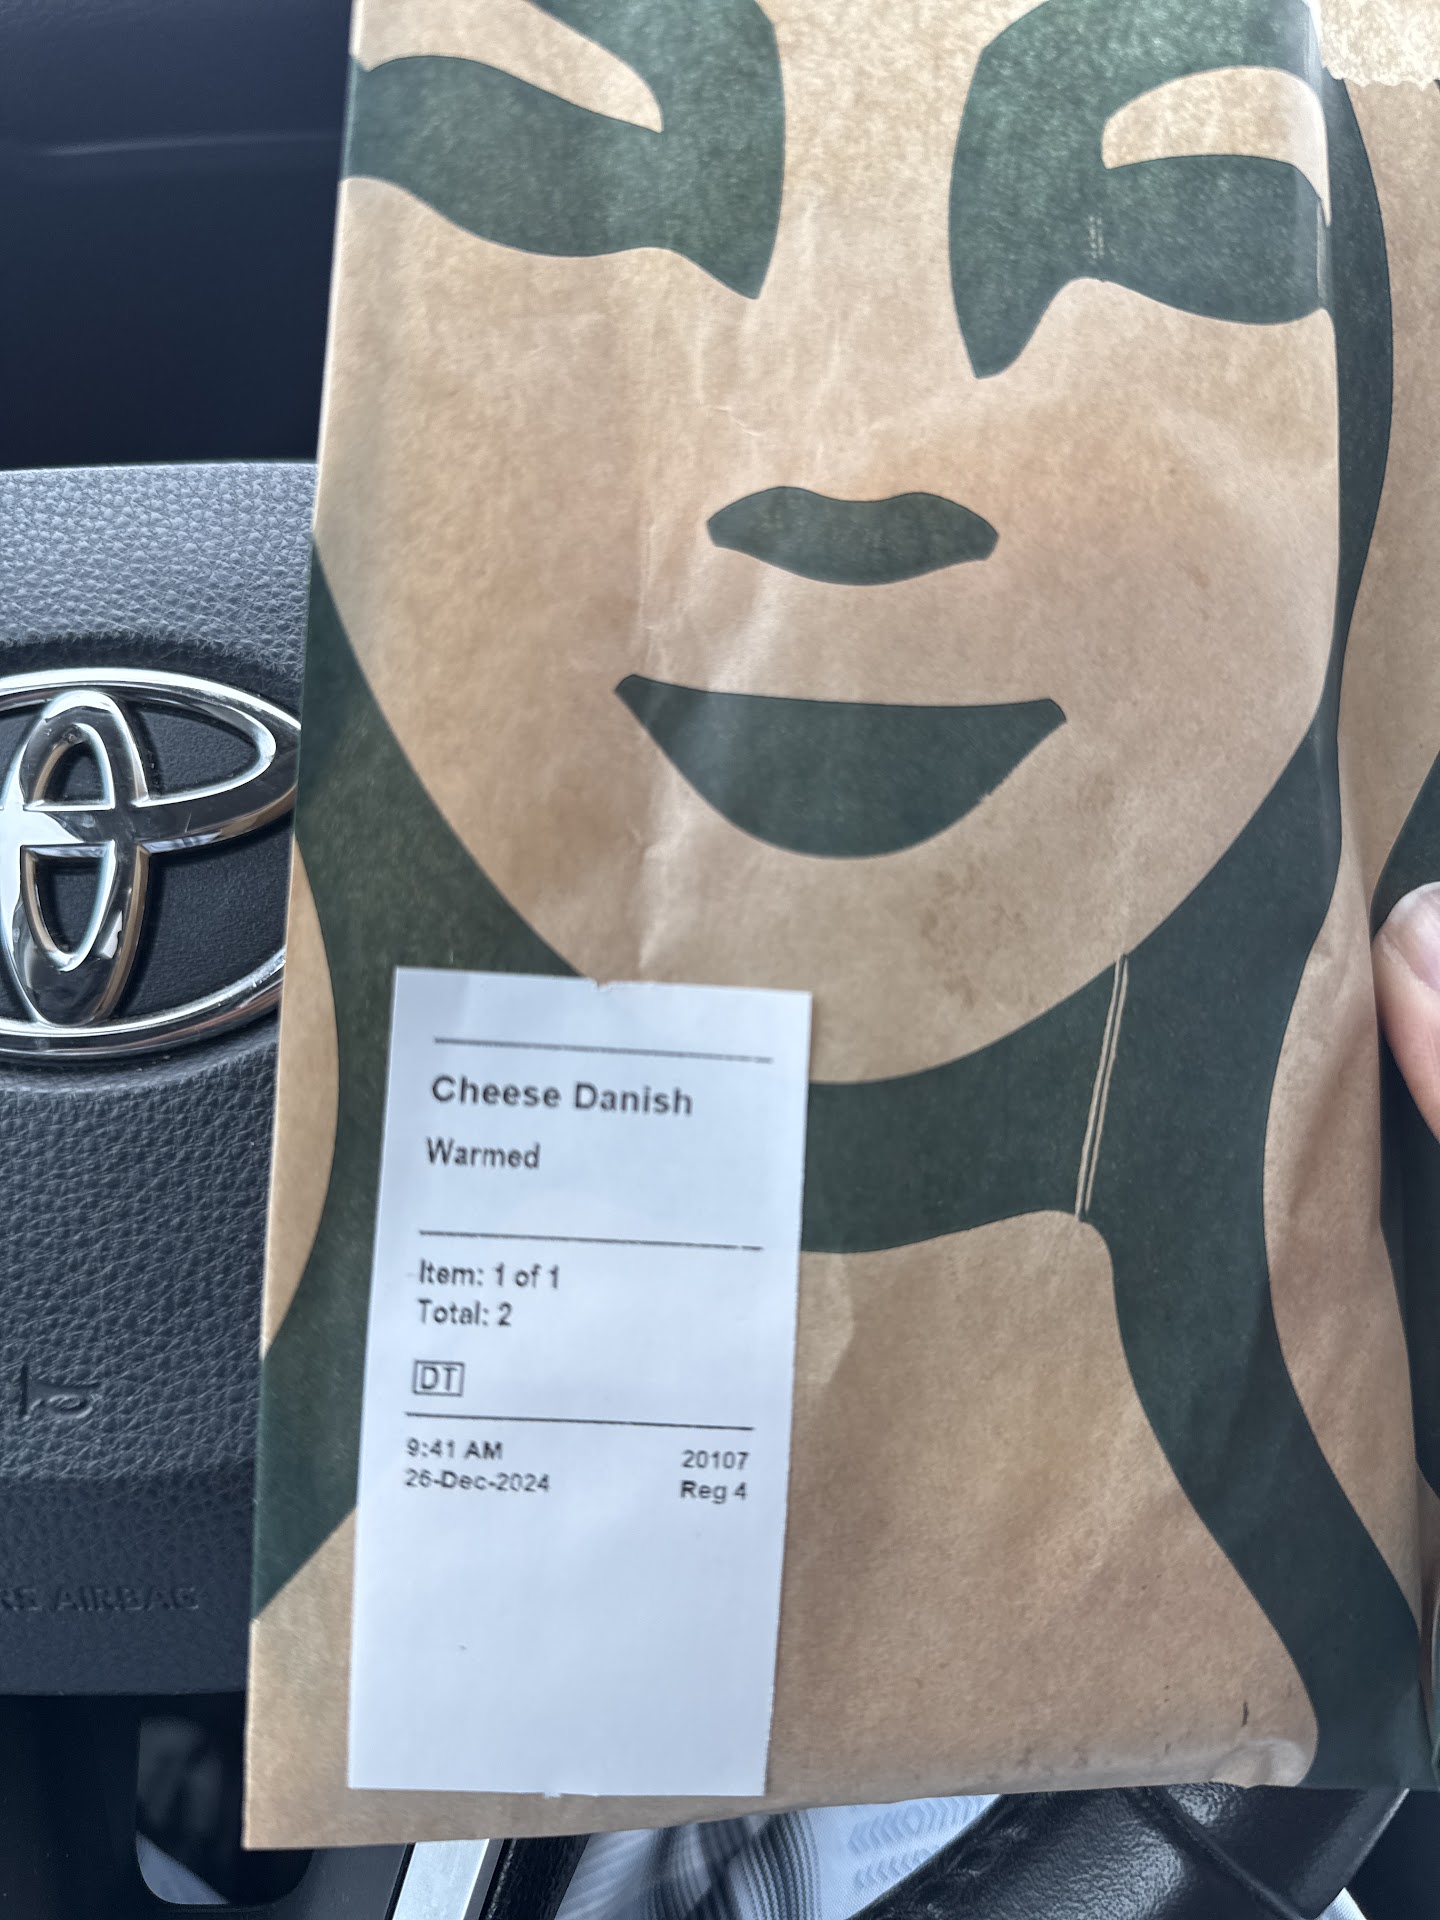 Cheese Danish
Warmed
Item: 1 of 1
Total: 2
DT
9:41 AM 20107
26-Dec-2024 Reg 4
AIRBAG